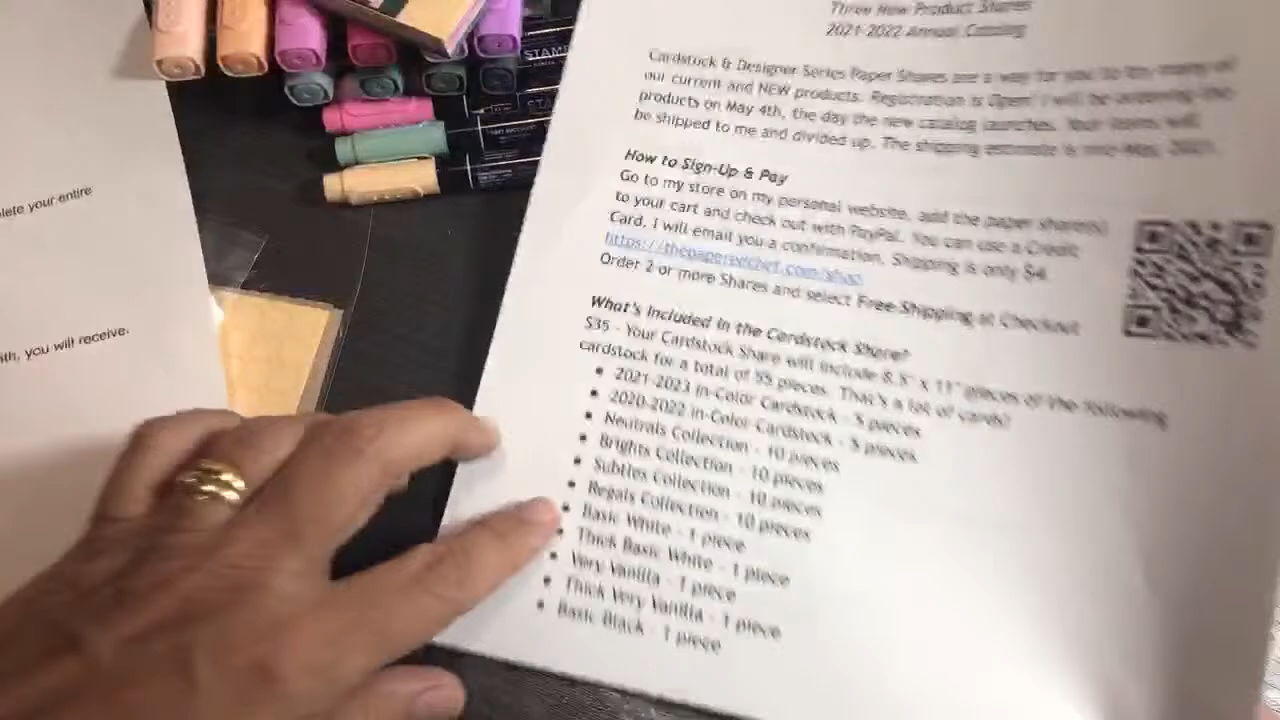 Three New Product Shares
2021-2022 Annual Catalog
Cardstock & Designer Series Paper Shares are a way for you to try many of
our current and NEW products. Registration is Open! I will be ordering the
products on May 4th, the day the new catalog launches. Your items will
be shipped to me and divided up. The shipping estimate is mid-May, 2021.
How to Sign-Up & Pay
Go to my store on my personal website, add the paper share(s)
to your cart and check out with PayPal. You can use a Credit
Card. I will email you a confirmation. Shipping is only $4.
https://thepaperedchef.com/shop
Order 2 or more Shares and select Free Shipping at Checkout
What's Included in the Cardstock Share?
$35 - Your Cardstock Share will include 8.5" x 11" pieces of the following
cardstock for a total of 55 pieces. That's a lot of cards!
• 2021-2023 In-Color Cardstock - 5 pieces
• 2020-2022 In-Color Cardstock - 5 pieces
• Neutrals Collection - 10 pieces
• Brights Collection - 10 pieces
• Subtles Collection - 10 pieces
• Regals Collection - 10 pieces
• Basic White - 1 piece
• Thick Basic White - 1 piece
• Very Vanilla - 1 piece
• Thick Very Vanilla - 1 piece
• Basic Black - 1 piece
your entire
you will receive.
STAMP
STA